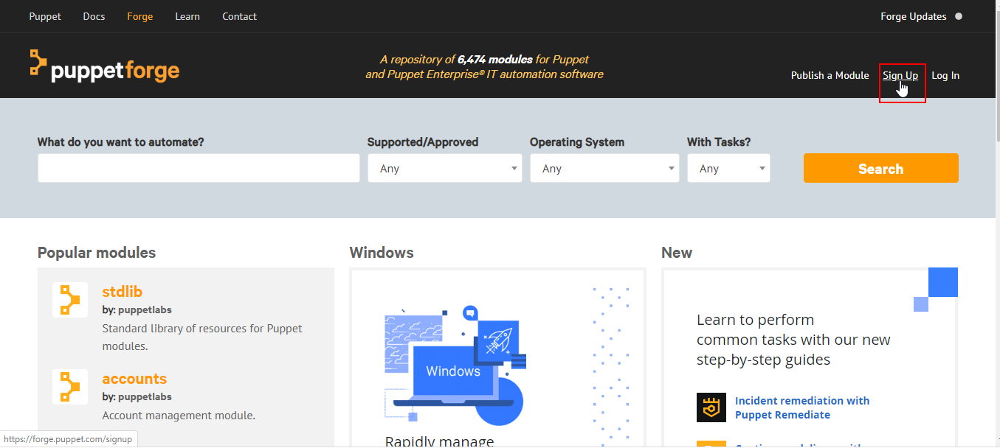 Puppet Docs Forge Learn Contact Forge Updates
puppetforge
A repository of 6,474 modules for Puppet
and Puppet Enterprise® IT automation software
Publish a Module Sign Up Log In
What do you want to automate? Supported/Approved Operating System With Tasks?
Any Any Any Search
Popular modules
stdlib
by: puppetlabs
Standard library of resources for Puppet
modules.
accounts
by: puppetlabs
Account management module.
Windows
Windows
Rapidly manage
New
Learn to perform
common tasks with our new
step-by-step guides
Incident remediation with
Puppet Remediate
https://forge.puppet.com/signup